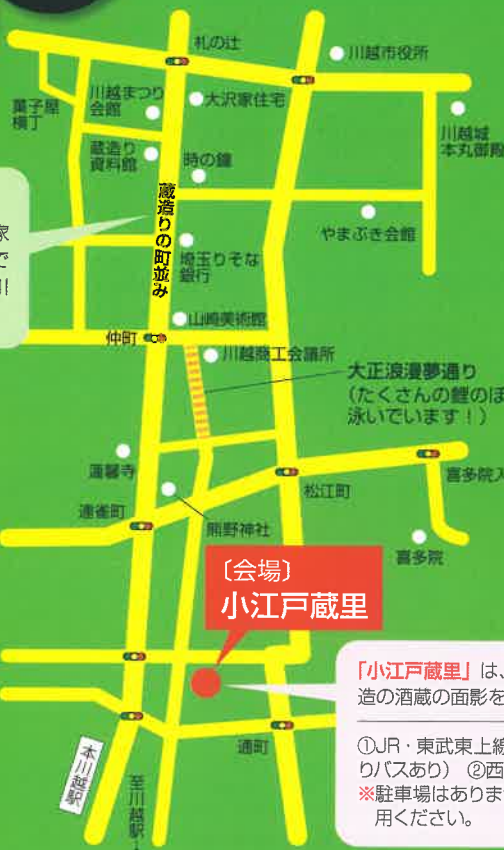 札の辻
川越市役所
菓子屋
横丁
川越まつり
会館
大沢家住宅
川越城
本丸御殿
蔵造り
資料館
時の鐘
蔵造りの町並み
やまぶき会館
埼玉りそな
銀行
山崎美術館
仲町
川越商工会議所
大正浪漫夢通り
(たくさんの鯉のぼ
泳いでいます!)
蓮馨寺
松江町
喜多院入
連雀町
熊野神社
喜多院
〔会場〕
小江戸蔵里
「小江戸蔵里」は、
造の酒蔵の面影を
①JR・東武東上線
りバスあり) ②西
※駐車場はありま
用ください。
通町
本川越駅
至川越駅→